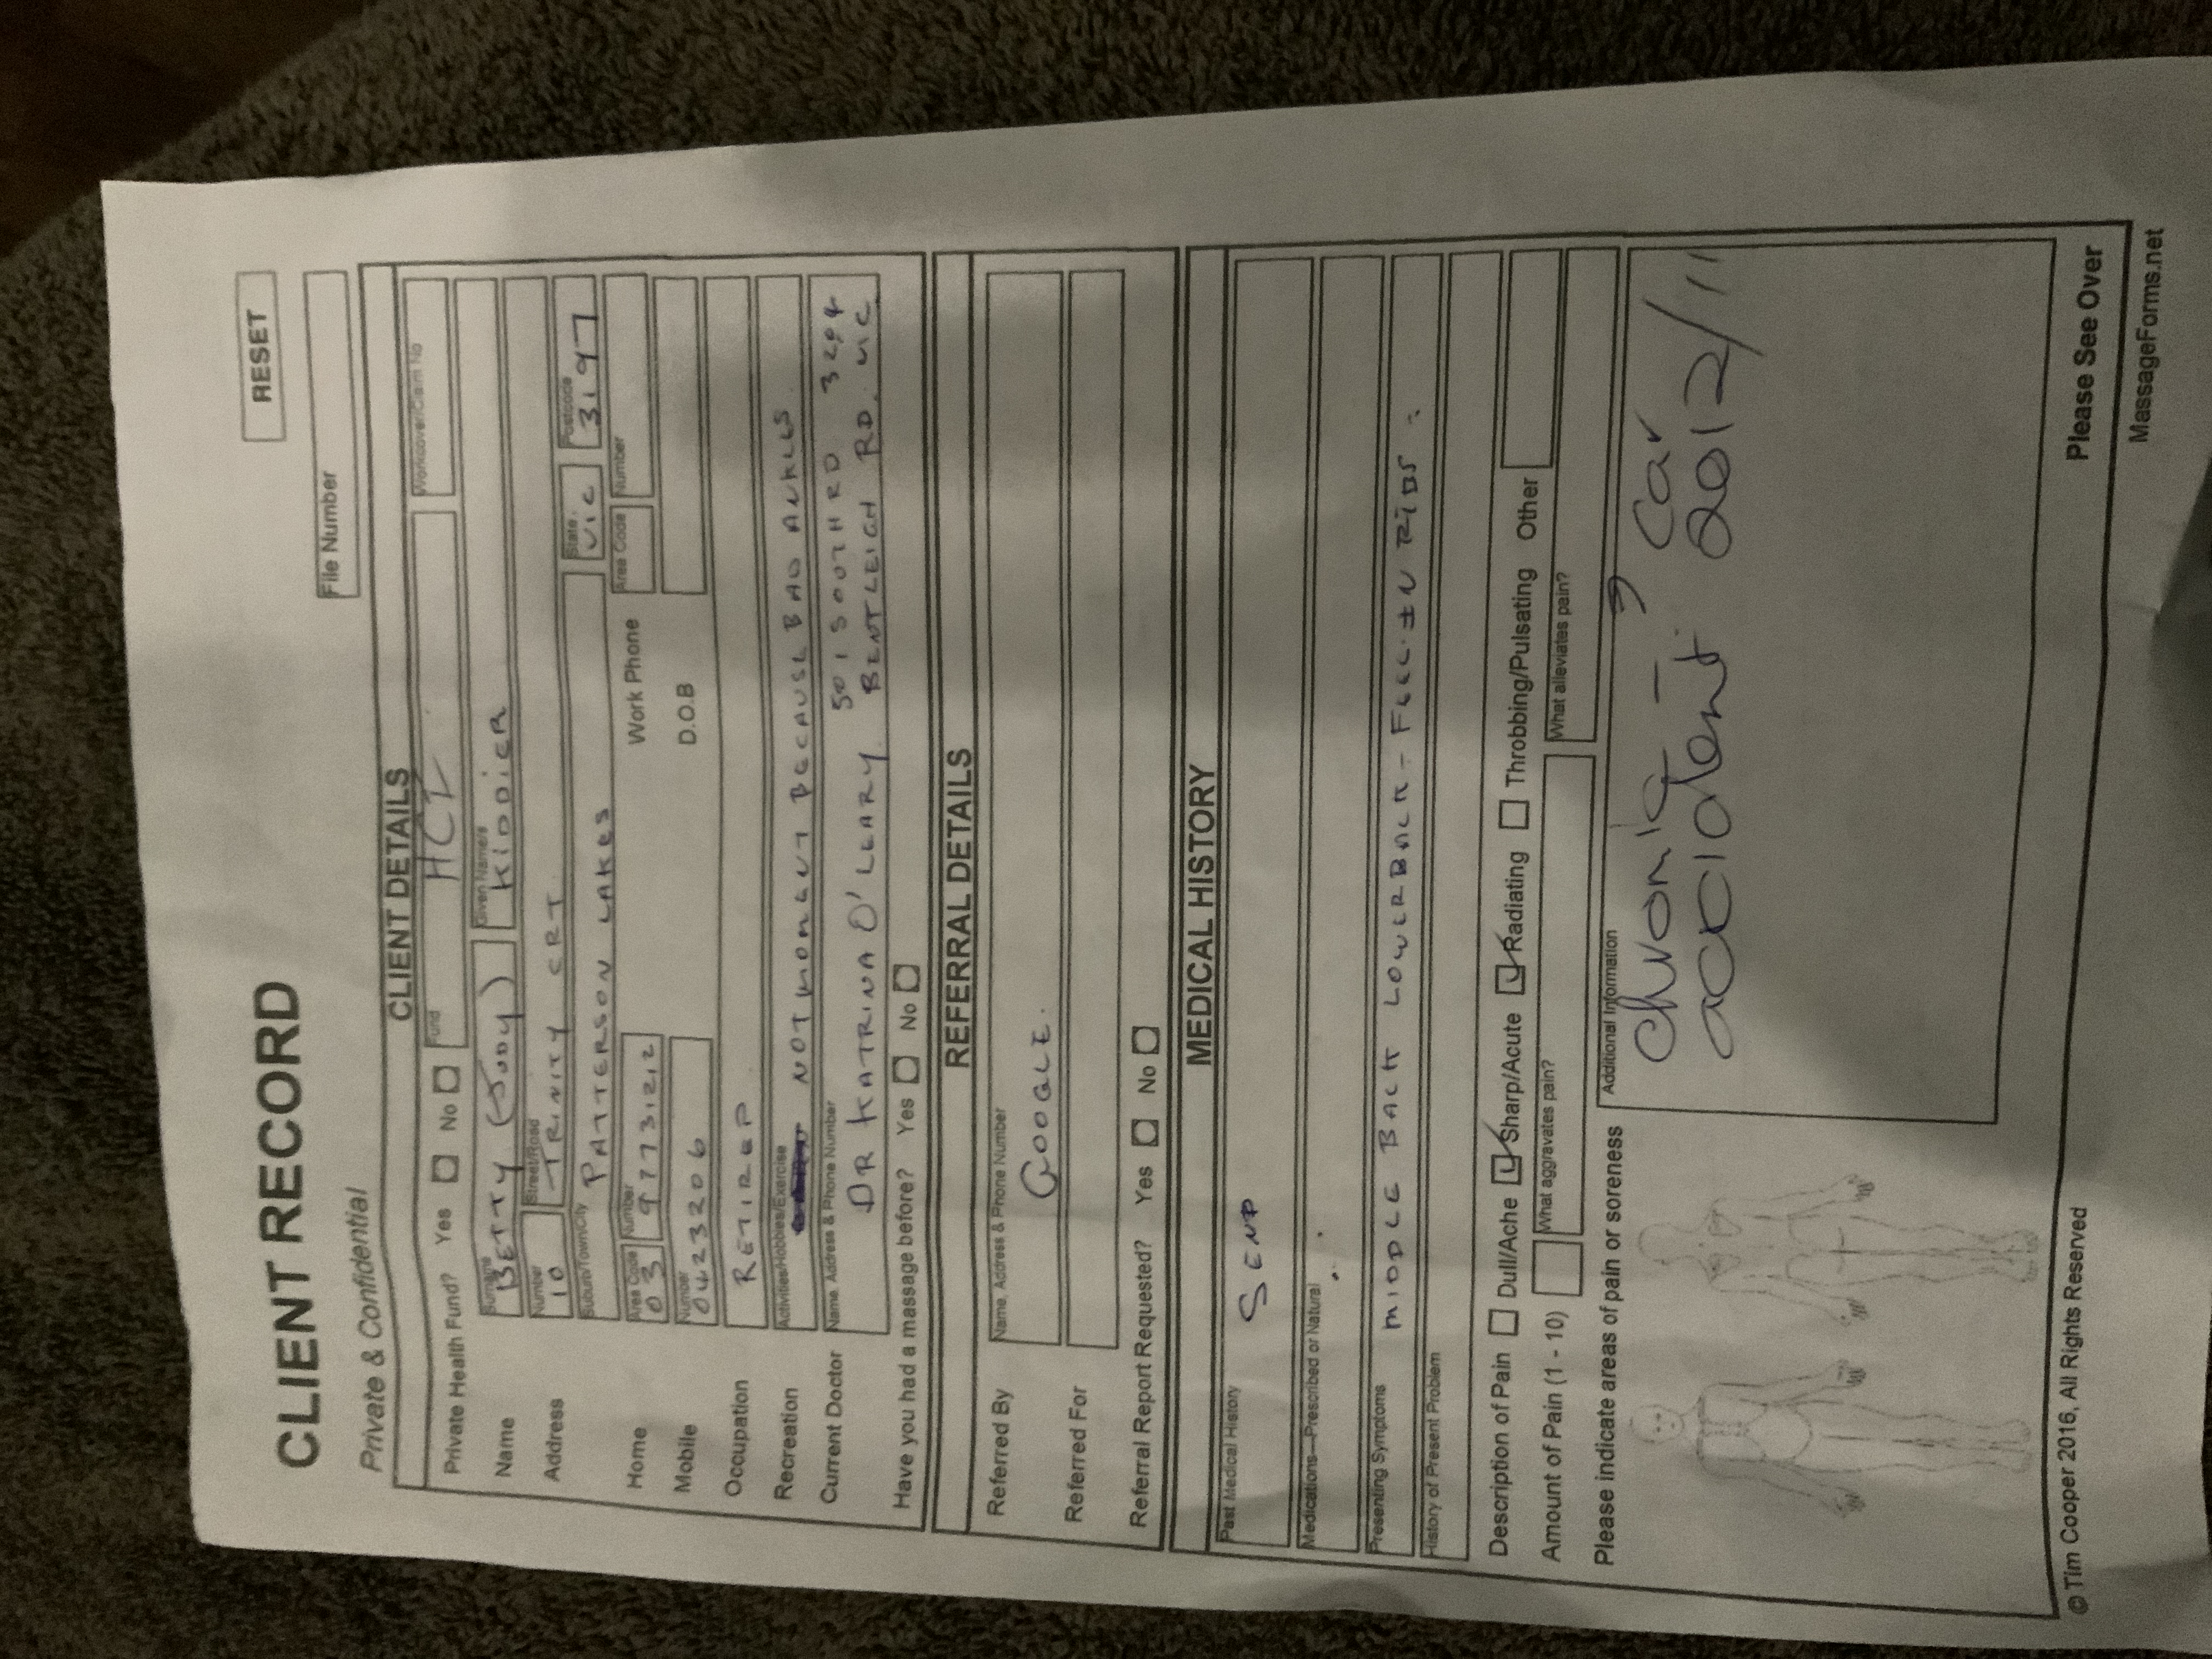 RESET
CLIENT RECORD
Private & Confidential
File Number
CLIENT DETAILS
Private Health Fund? Yes No Fund HCF Workcover/Claim No
Name Surname BETTY (JUDY) Given Names KIDDIER
Address Number 10 Street/Road TRINITY CRT
Suburb/Town/City PATTERSON LAKES State VIC Postcode 3197
Home Area Code 03 Number 97731212 Work Phone Area Code Number
Mobile Number 04623206 D.O.B
Occupation RETIRED
Recreation Activities/Hobbies/Exercise NOT MOMENT BECAUSE BAD ANKLES
Current Doctor Name, Address & Phone Number 501 SOUTH RD 3204
DR KATRINA O'LEARY BENTLEIGH RD. VIC
Have you had a massage before? Yes No
REFERRAL DETAILS
Referred By Name, Address & Phone Number GOOGLE.
Referred For
Referral Report Requested? Yes No
MEDICAL HISTORY
Past Medical History SEND
Medications—Prescribed or Natural
Presenting Symptoms MIDDLE BACK LOWER BACK - FEEL IN RIBS
History of Present Problem
Description of Pain Dull/Ache Sharp/Acute Radiating Throbbing/Pulsating Other
Amount of Pain (1 - 10) What aggravates pain? What alleviates pain?
Please indicate areas of pain or soreness
Additional Information
Chronic - Car
accident 2012/11
Please See Over
© Tim Cooper 2016, All Rights Reserved
MassageForms.net